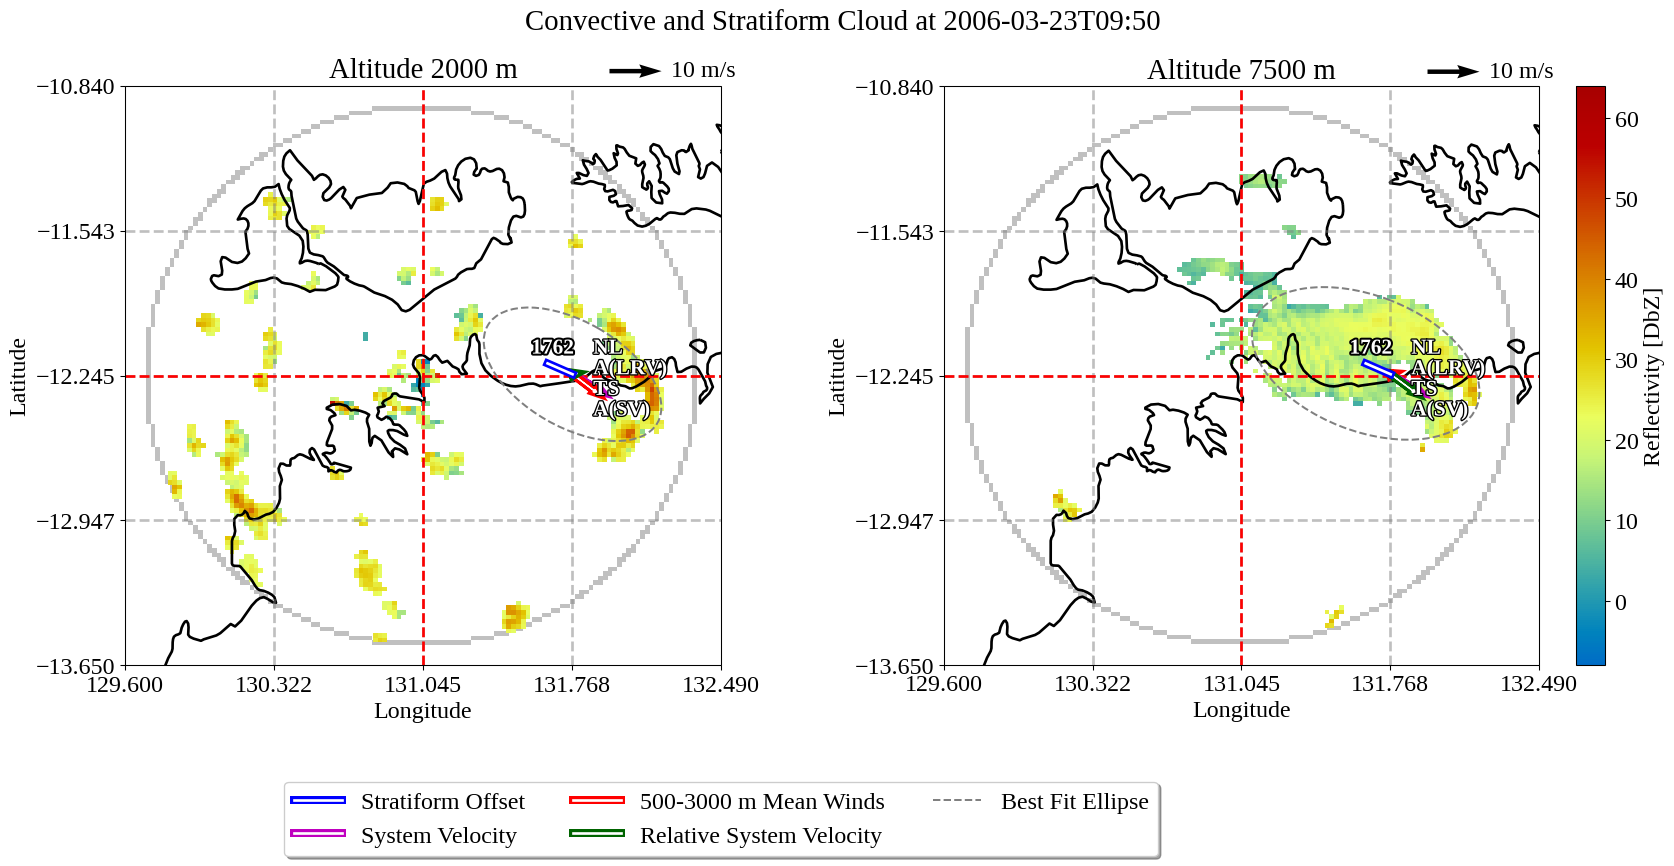 Convective and Stratiform Cloud at 2006-03-23T09:50
Altitude 2000 m
10 m/s
−10.840
−11.543
−12.245
−12.947
−13.650
129.600
130.322
131.045
131.768
132.490
Latitude
Longitude
1762
NL
A(LRV)
TS
A(SV)
Altitude 7500 m
10 m/s
−10.840
−11.543
−12.245
−12.947
−13.650
129.600
130.322
131.045
131.768
132.490
Latitude
Longitude
1762
NL
A(LRV)
TS
A(SV)
60
50
40
30
20
10
0
Reflectivity [DbZ]
Stratiform Offset
500-3000 m Mean Winds
Best Fit Ellipse
System Velocity
Relative System Velocity